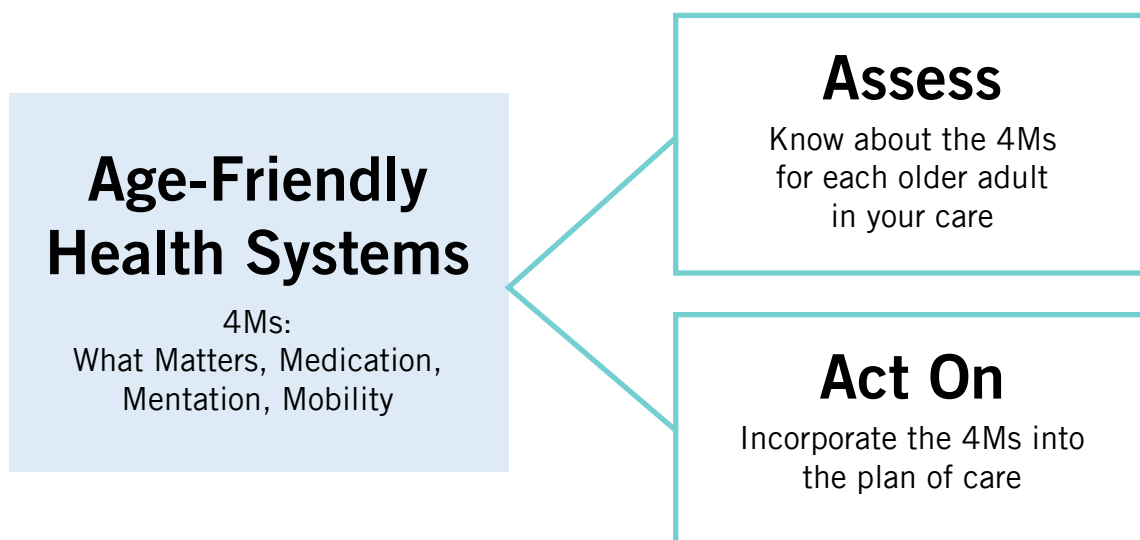 Age-Friendly
Health Systems
4Ms:
What Matters, Medication,
Mentation, Mobility
Assess
Know about the 4Ms
for each older adult
in your care
Act On
Incorporate the 4Ms into
the plan of care